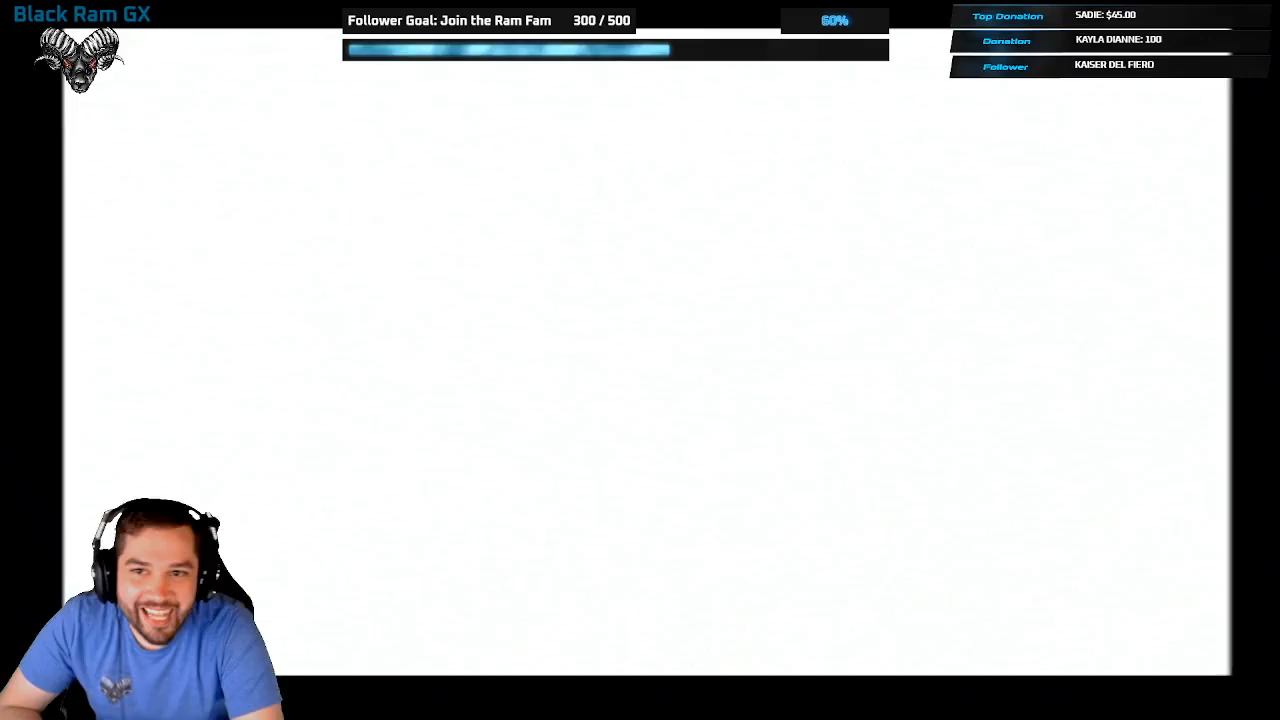 Black Ram GX
Follower Goal: Join the Ram Fam 300 / 500 60%
Top Donation SADIE: $45.00
Donation KAYLA DIANNE: 100
Follower KAISER DEL FIERO